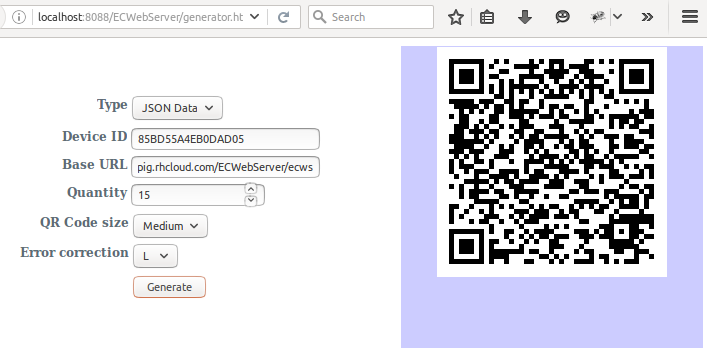 localhost:8088/ECWebServer/generator.ht
Search
Type JSON Data
Device ID 85BD55A4EB0DAD05
Base URL pig.rhcloud.com/ECWebServer/ecws
Quantity 15
QR Code size Medium
Error correction L
Generate